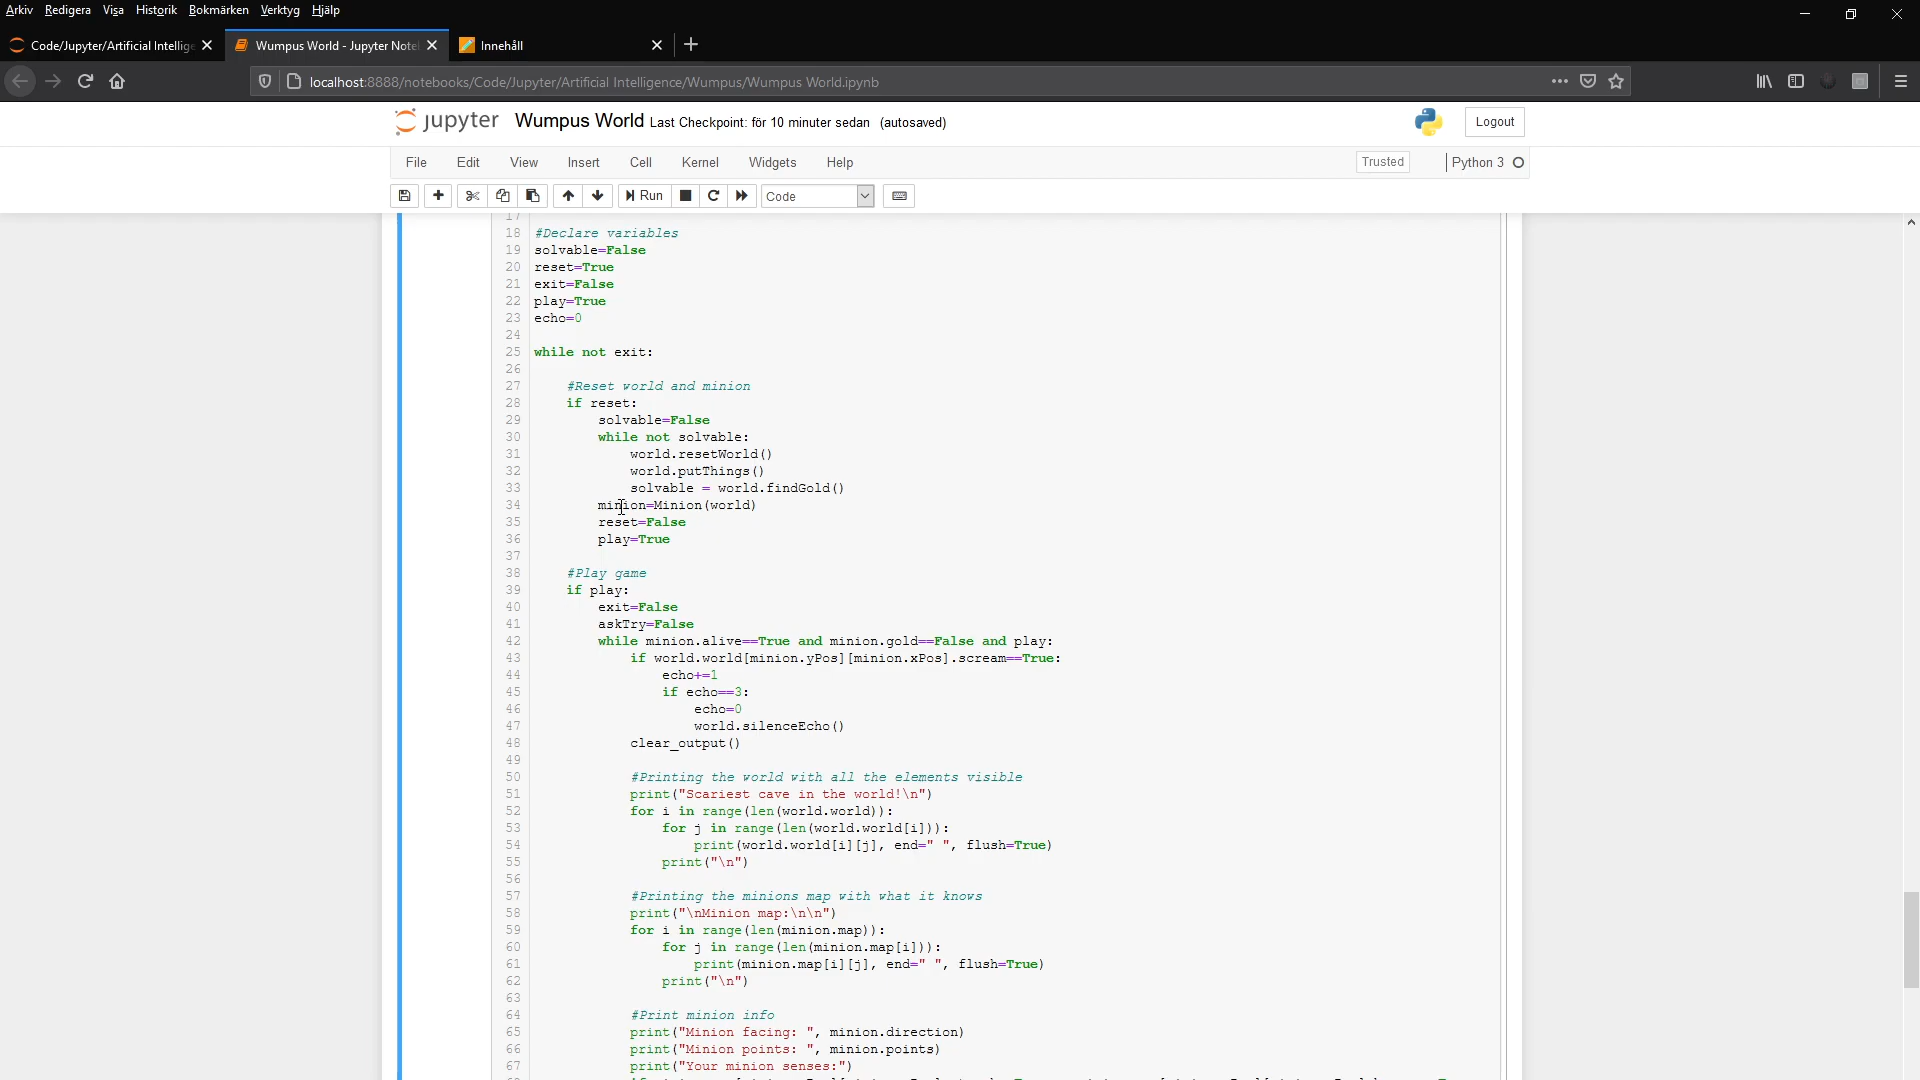 Arkiv Redigera Visa Historik Bokmärken Verktyg Hjälp
Code/Jupyter/Artificial Intellige
Wumpus World - Jupyter Note
Innehåll
localhost:8888/notebooks/Code/Jupyter/Artificial Intelligence/Wumpus/Wumpus World.ipynb
jupyter Wumpus World Last Checkpoint: för 10 minuter sedan (autosaved)
Logout
File Edit View Insert Cell Kernel Widgets Help
Trusted
Python 3
Run
Code
17
18 #Declare variables
19 solvable=False
20 reset=True
21 exit=False
22 play=True
23 echo=0
24
25 while not exit:
26
27 #Reset world and minion
28 if reset:
29 solvable=False
30 while not solvable:
31 world.resetWorld()
32 world.putThings()
33 solvable = world.findGold()
34 minion=Minion(world)
35 reset=False
36 play=True
37
38 #Play game
39 if play:
40 exit=False
41 askTry=False
42 while minion.alive==True and minion.gold==False and play:
43 if world.world[minion.yPos][minion.xPos].scream==True:
44 echo+=1
45 if echo==3:
46 echo=0
47 world.silenceEcho()
48 clear_output()
49
50 #Printing the world with all the elements visible
51 print("Scariest cave in the world!\n")
52 for i in range(len(world.world)):
53 for j in range(len(world.world[i])):
54 print(world.world[i][j], end=" ", flush=True)
55 print("\n")
56
57 #Printing the minions map with what it knows
58 print("\nMinion map:\n\n")
59 for i in range(len(minion.map)):
60 for j in range(len(minion.map[i])):
61 print(minion.map[i][j], end=" ", flush=True)
62 print("\n")
63
64 #Print minion info
65 print("Minion facing: ", minion.direction)
66 print("Minion points: ", minion.points)
67 print("Your minion senses:")